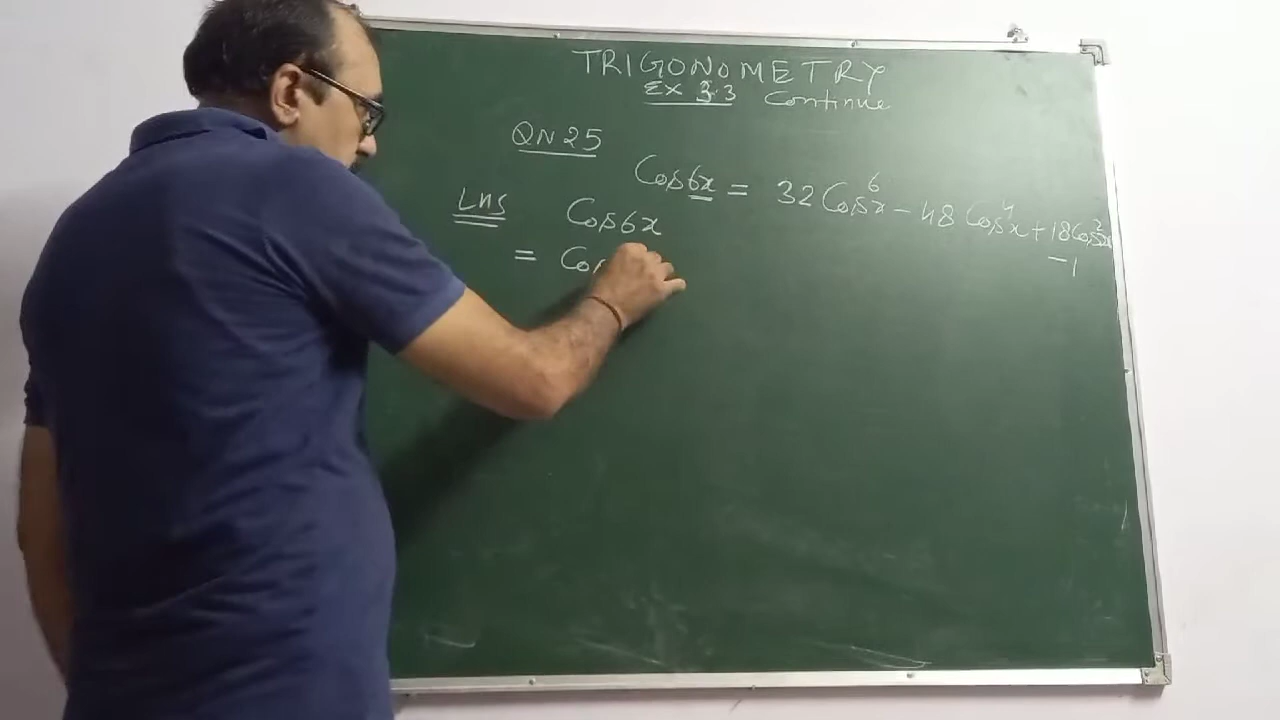 TRIGONOMETRY
Ex 3.3 Continue
QN 25
Cos6x = 32 Cos⁶x - 48 Cos⁴x + 18Cos²x
-1
LHS Cos6x
= Co